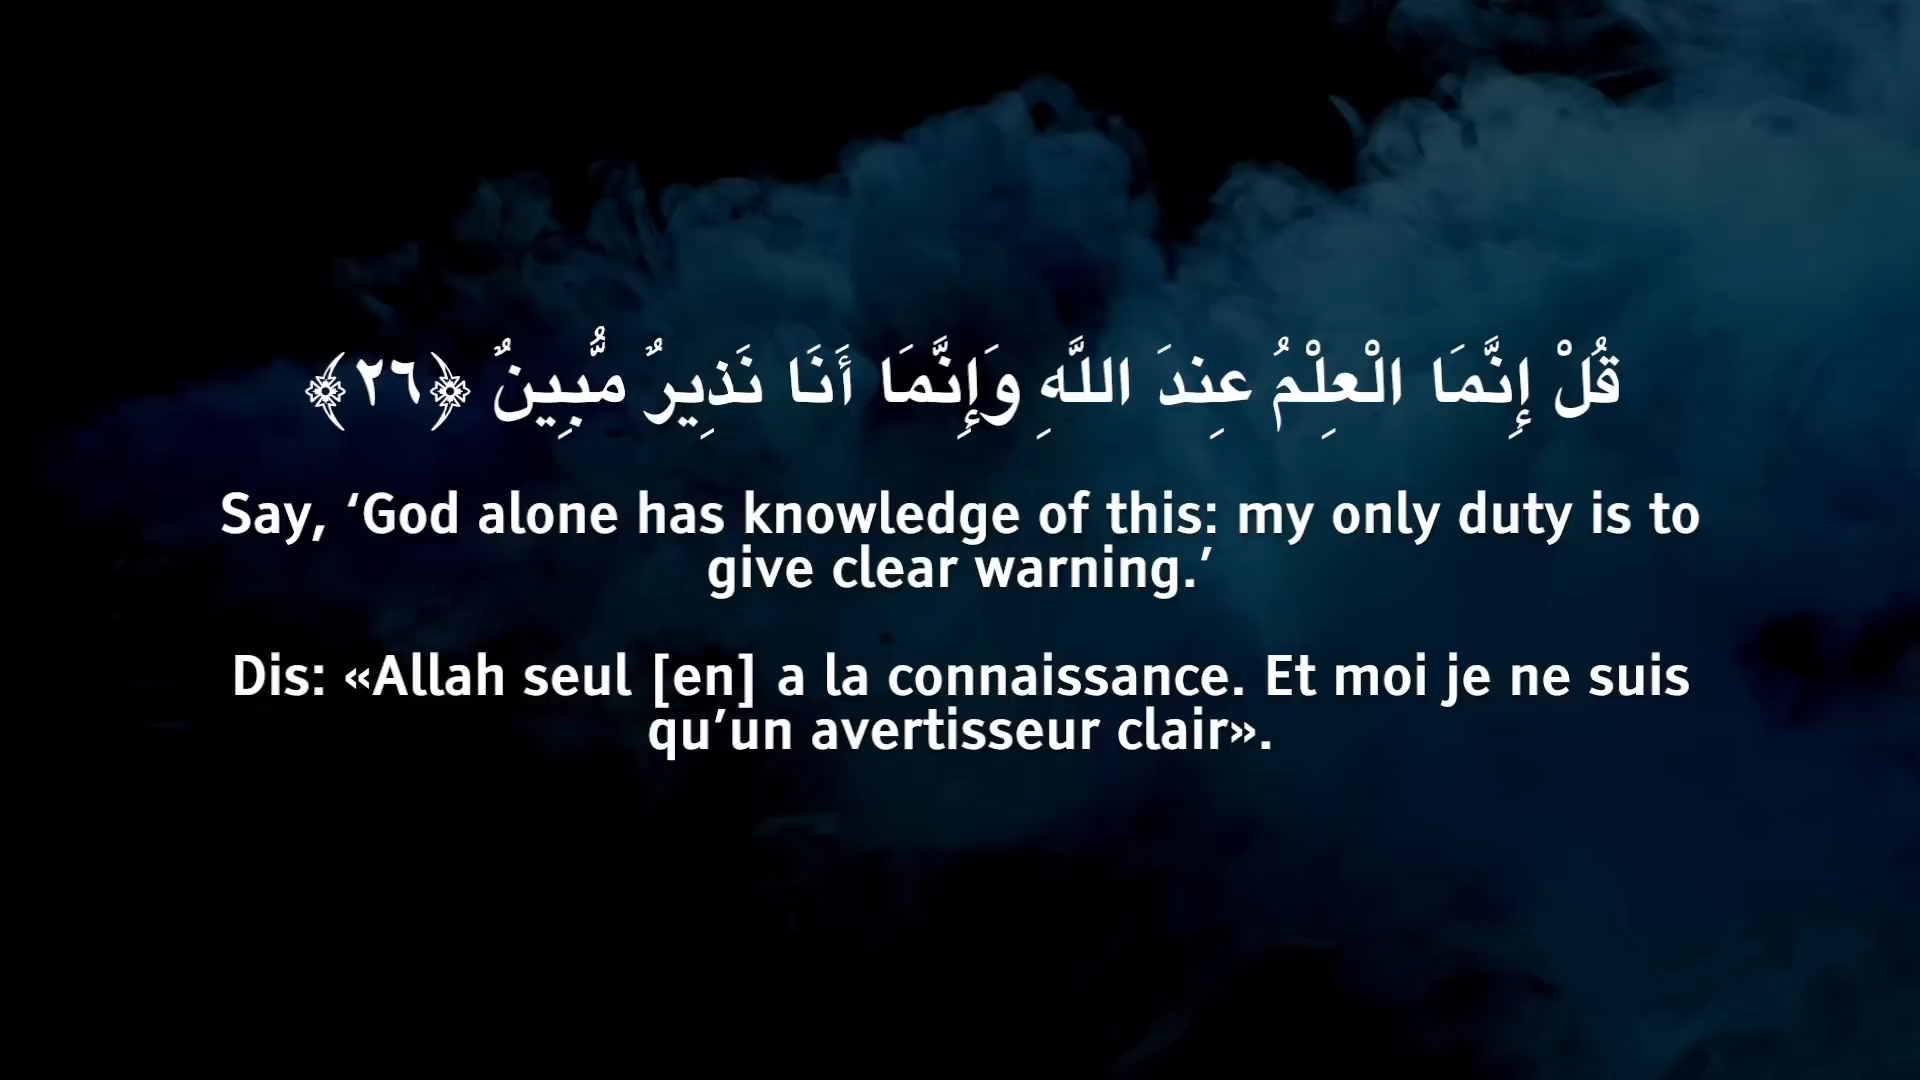 قُلْ إِنَّمَا الْعِلْمُ عِندَ اللَّهِ وَإِنَّمَا أَنَا نَذِيرٌ مُّبِينٌ ﴿٢٦﴾
Say, ‘God alone has knowledge of this: my only duty is to
give clear warning.’
Dis: «Allah seul [en] a la connaissance. Et moi je ne suis
qu’un avertisseur clair».